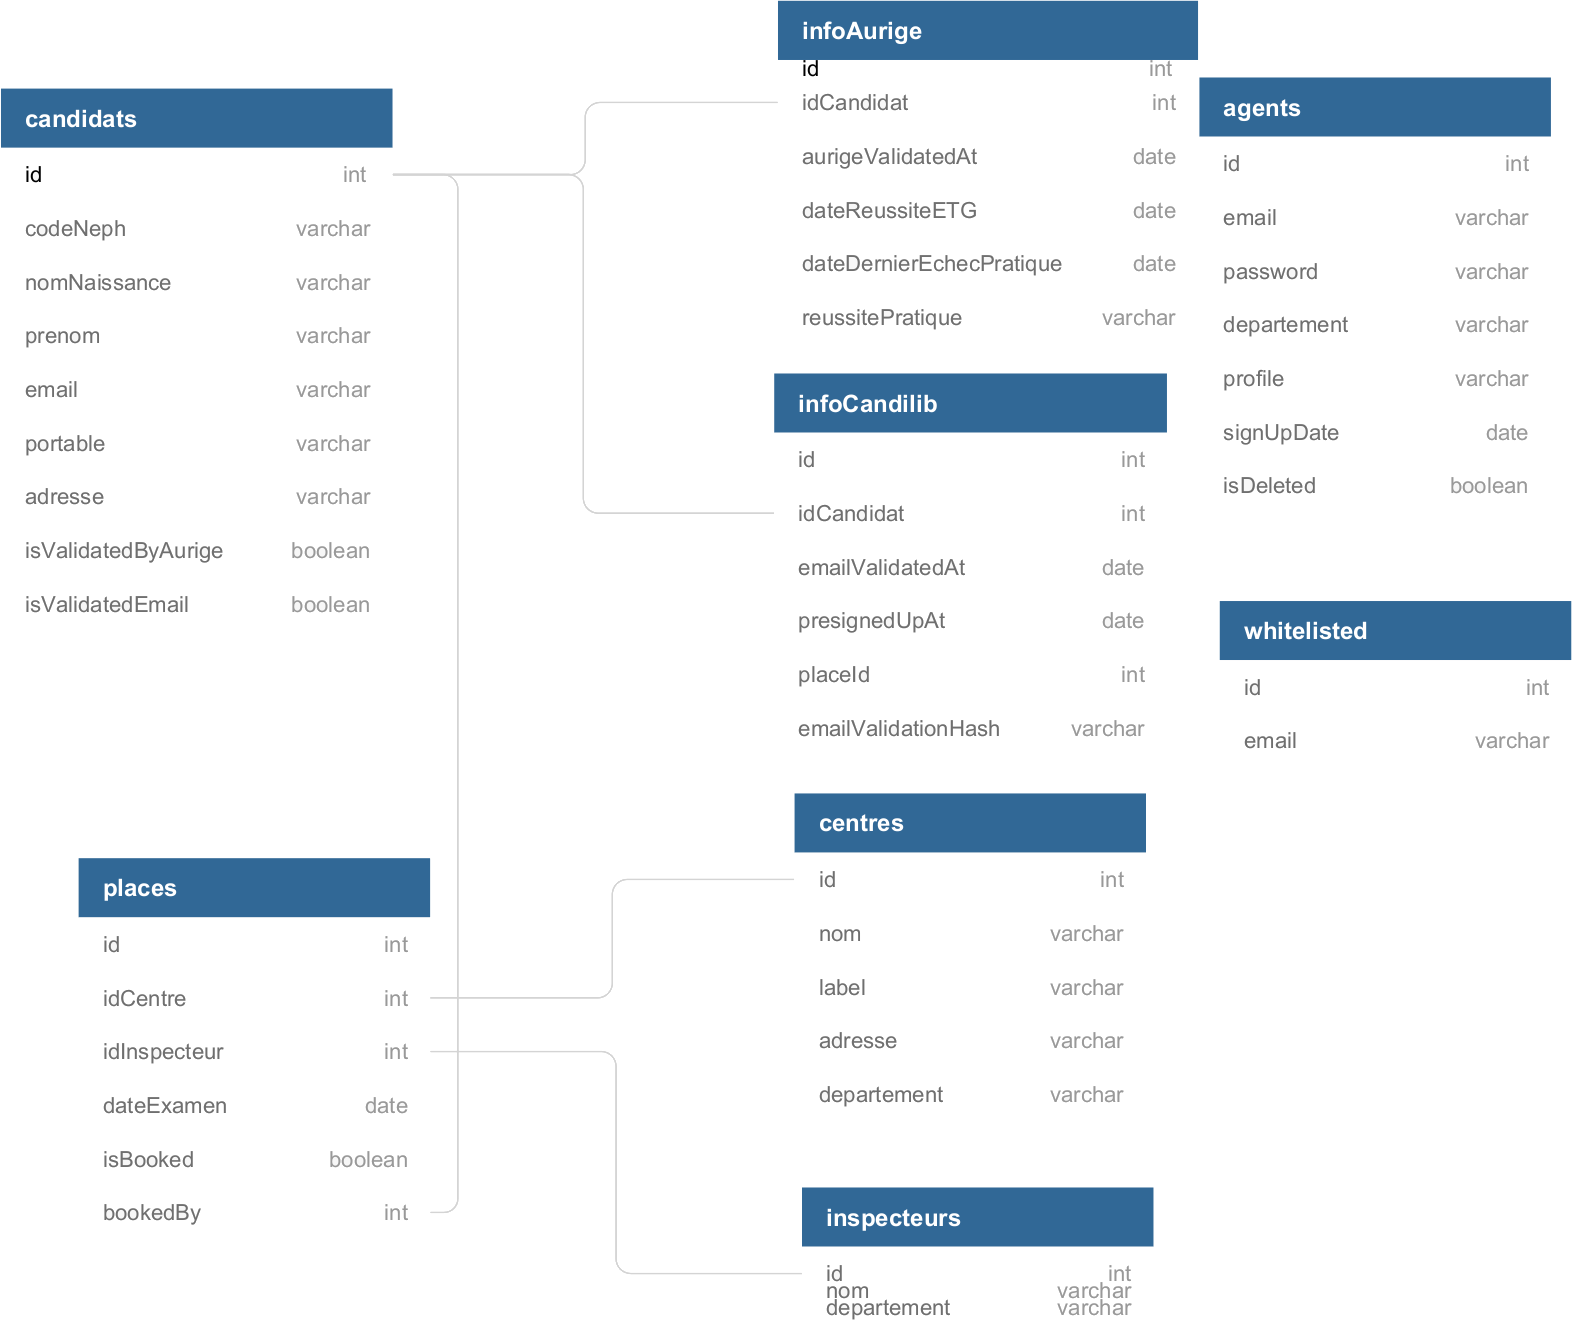 candidats
id int
codeNeph varchar
nomNaissance varchar
prenom varchar
email varchar
portable varchar
adresse varchar
isValidatedByAurige boolean
isValidatedEmail boolean
places
id int
idCentre int
idInspecteur int
dateExamen date
isBooked boolean
bookedBy int
infoAurige
id int
idCandidat int
aurigeValidatedAt date
dateReussiteETG date
dateDernierEchecPratique date
reussitePratique varchar
infoCandilib
id int
idCandidat int
emailValidatedAt date
presignedUpAt date
placeId int
emailValidationHash varchar
centres
id int
nom varchar
label varchar
adresse varchar
departement varchar
inspecteurs
id int
nom varchar
departement varchar
agents
id int
email varchar
password varchar
departement varchar
profile varchar
signUpDate date
isDeleted boolean
whitelisted
id int
email varchar